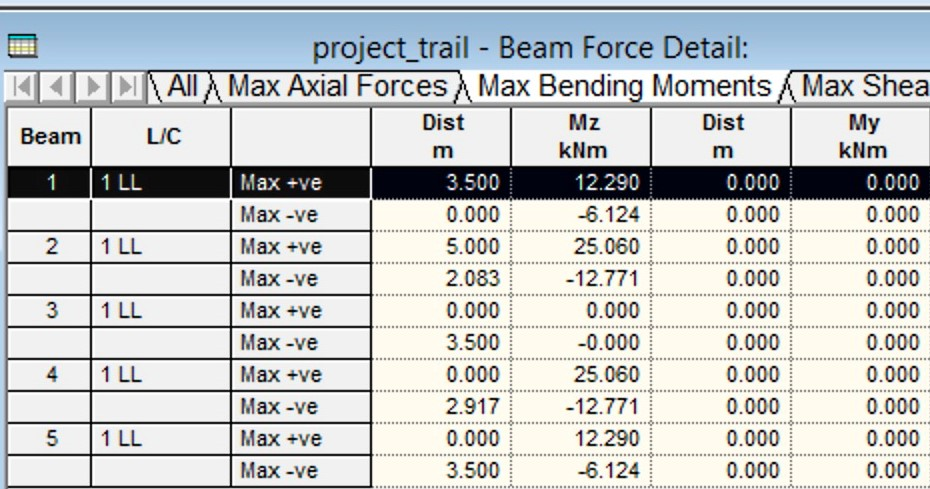 project_trail - Beam Force Detail:
All Max Axial Forces Max Bending Moments Max Shea
Beam L/C Dist m Mz kNm Dist m My kNm
1 1 LL Max +ve 3.500 12.290 0.000 0.000
Max -ve 0.000 -6.124 0.000 0.000
2 1 LL Max +ve 5.000 25.060 0.000 0.000
Max -ve 2.083 -12.771 0.000 0.000
3 1 LL Max +ve 0.000 0.000 0.000 0.000
Max -ve 3.500 -0.000 0.000 0.000
4 1 LL Max +ve 0.000 25.060 0.000 0.000
Max -ve 2.917 -12.771 0.000 0.000
5 1 LL Max +ve 0.000 12.290 0.000 0.000
Max -ve 3.500 -6.124 0.000 0.000